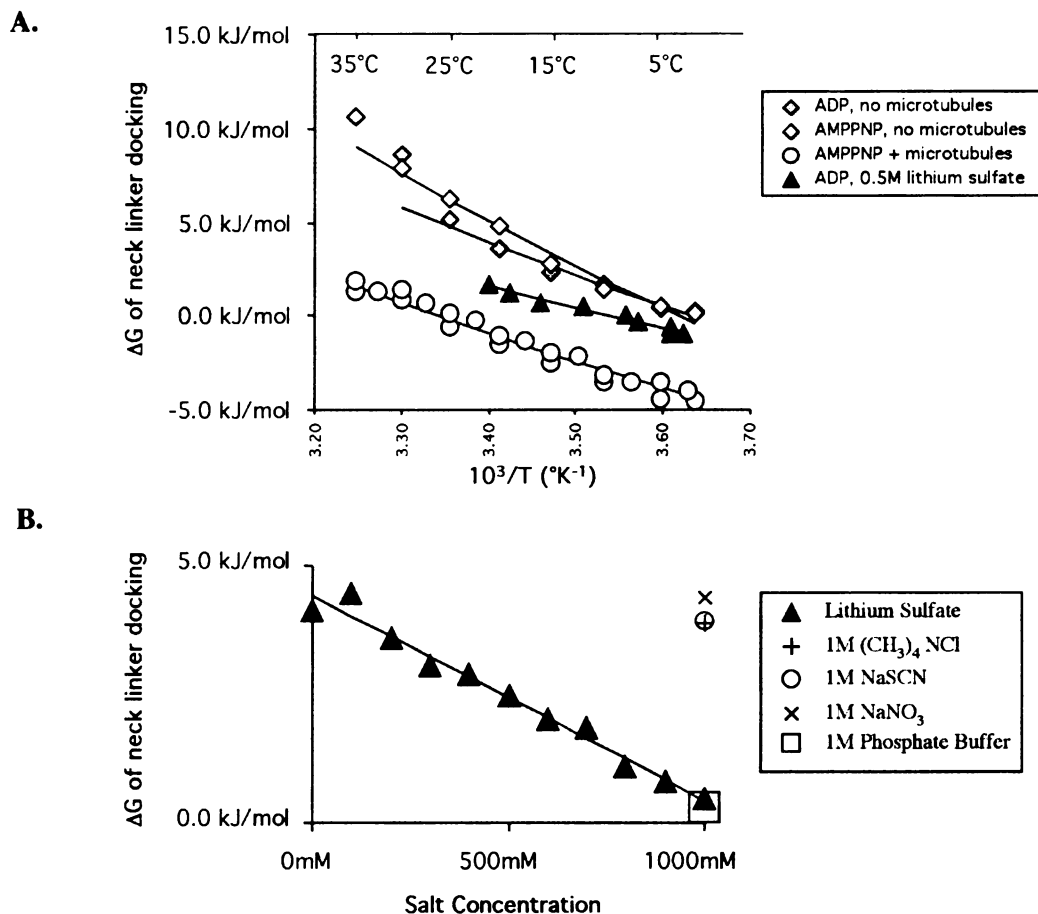 A.
15.0 kJ/mol
10.0 kJ/mol
5.0 kJ/mol
0.0 kJ/mol
-5.0 kJ/mol
ΔG of neck linker docking
35°C 25°C 15°C 5°C
3.20 3.30 3.40 3.50 3.60 3.70
10³/T (°K⁻¹)
ADP, no microtubules
AMPPNP, no microtubules
AMPPNP + microtubules
ADP, 0.5M lithium sulfate
B.
5.0 kJ/mol
0.0 kJ/mol
ΔG of neck linker docking
0mM 500mM 1000mM
Salt Concentration
Lithium Sulfate
1M (CH₃)₄ NCl
1M NaSCN
1M NaNO₃
1M Phosphate Buffer